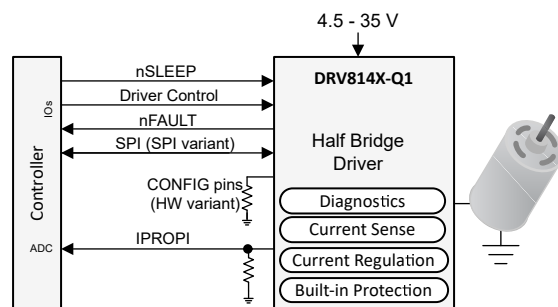 4.5 - 35 V
DRV814X-Q1
nSLEEP
Driver Control
nFAULT
SPI (SPI variant)
CONFIG pins
(HW variant)
IPROPI
Controller
IOs
ADC
Half Bridge
Driver
Diagnostics
Current Sense
Current Regulation
Built-in Protection